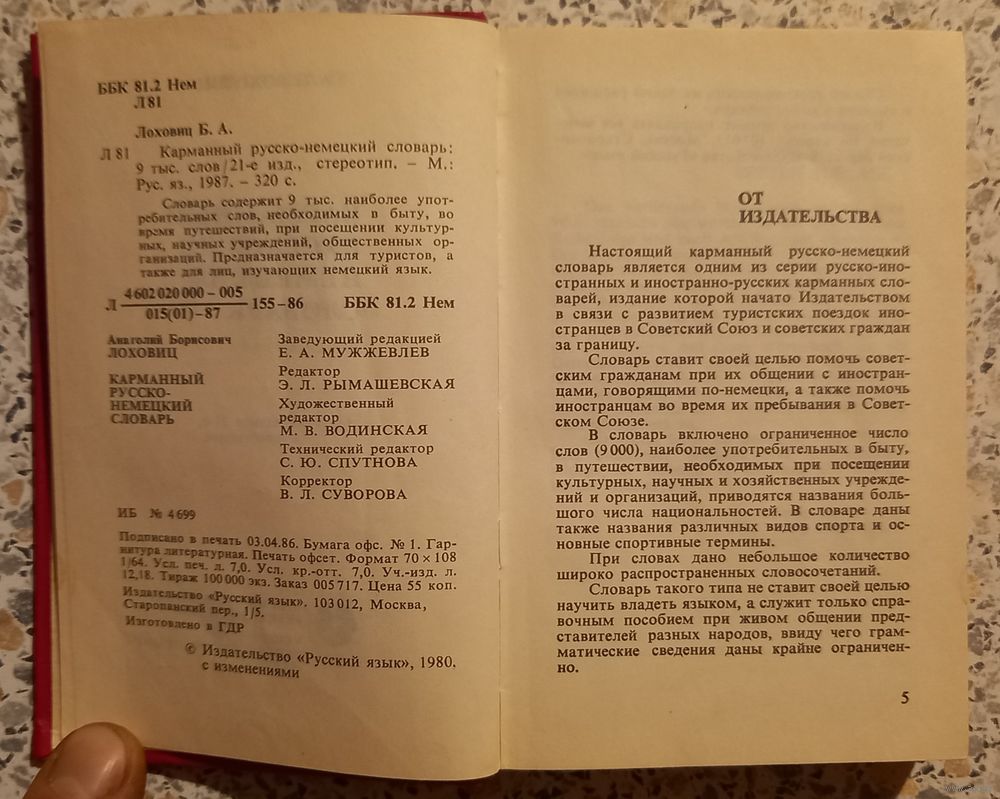 ББК 81.2 Нем
Л81
Лоховиц Б. А.
Л 81 Карманный русско-немецкий словарь:
9 тыс. слов/21-е изд., стереотип. – М.:
Рус. яз., 1987. – 320 с.
Словарь содержит 9 тыс. наиболее упот-
ребительных слов, необходимых в быту, во
время путешествий, при посещении культур-
ных, научных учреждений, общественных ор-
ганизаций. Предназначается для туристов, а
также для лиц, изучающих немецкий язык.
Л 4602020000 – 005
015(01)–87
155–86 ББК 81.2 Нем
Анатолий Борисович
ЛОХОВИЦ
КАРМАННЫЙ
РУССКО-
НЕМЕЦКИЙ
СЛОВАРЬ
Заведующий редакцией
Е. А. МУЖЖЕВЛЕВ
Редактор
Э. Л. РЫМАШЕВСКАЯ
Художественный
редактор
М. В. ВОДИНСКАЯ
Технический редактор
С. Ю. СПУТНОВА
Корректор
В. Л. СУВОРОВА
ИБ № 4699
Подписано в печать 03.04.86. Бумага офс. № 1. Гар-
нитура литературная. Печать офсет. Формат 70 × 108
1/64. Усл. печ. л. 7,0. Усл. кр.-отт. 7,0. Уч.-изд. л.
12,18. Тираж 100000 экз. Заказ 005717. Цена 55 коп.
Издательство «Русский язык». 103012, Москва,
Старопанский пер., 1/5.
Изготовлено в ГДР
© Издательство «Русский язык», 1980.
с изменениями
ОТ
ИЗДАТЕЛЬСТВА
Настоящий карманный русско-немецкий
словарь является одним из серии русско-ино-
странных и иностранно-русских карманных сло-
варей, издание которой начато Издательством
в связи с развитием туристских поездок ино-
странцев в Советский Союз и советских граждан
за границу.
Словарь ставит своей целью помочь совет-
ским гражданам при их общении с иностран-
цами, говорящими по-немецки, а также помочь
иностранцам во время их пребывания в Совет-
ском Союзе.
В словарь включено ограниченное число
слов (9000), наиболее употребительных в быту,
в путешествии, необходимых при посещении
культурных, научных и хозяйственных учрежде-
ний и организаций, приводятся названия боль-
шого числа национальностей. В словаре даны
также названия различных видов спорта и ос-
новные спортивные термины.
При словах дано небольшое количество
широко распространенных словосочетаний.
Словарь такого типа не ставит своей целью
научить владеть языком, а служит только спра-
вочным пособием при живом общении пред-
ставителей разных народов, ввиду чего грам-
матические сведения даны крайне ограничен-
но.
5